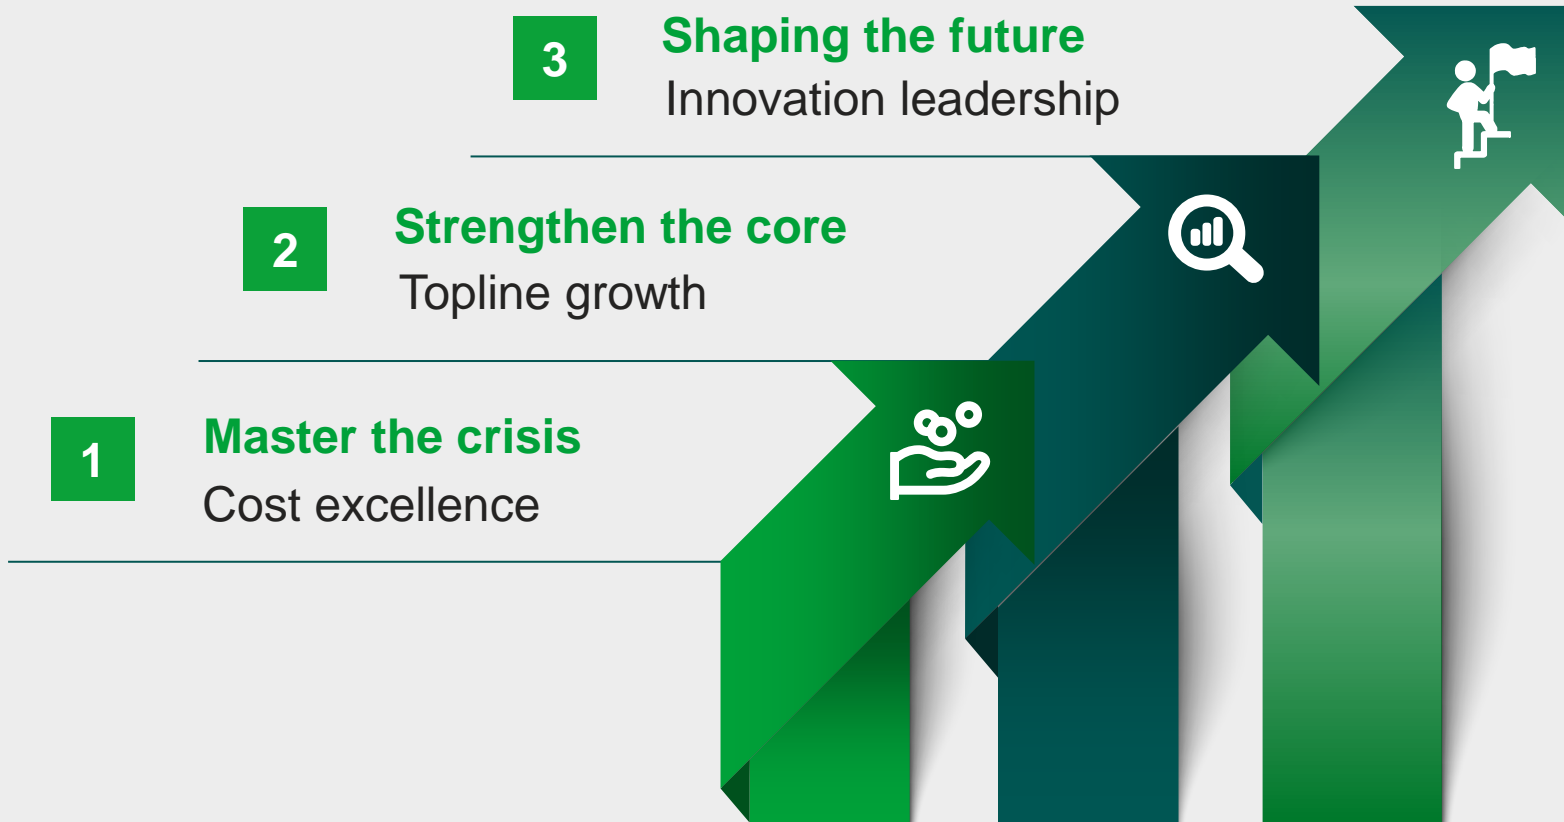 3
Shaping the future
Innovation leadership
2
Strengthen the core
Topline growth
1
Master the crisis
Cost excellence